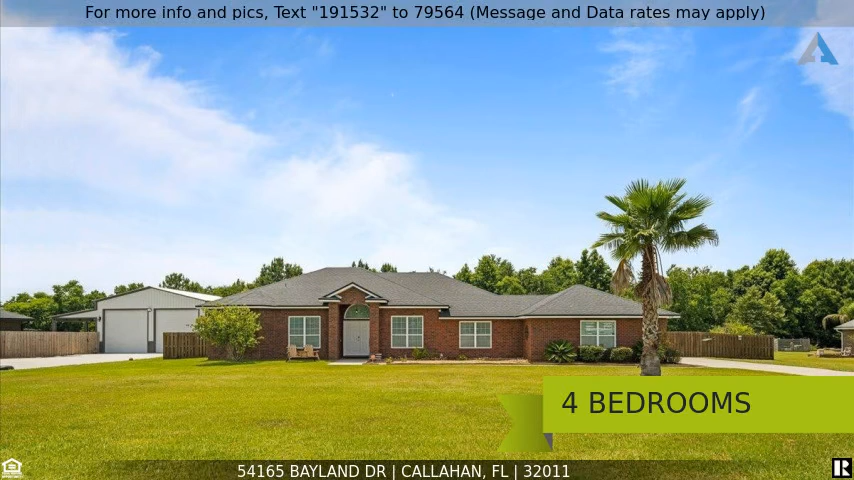 For more info and pics, Text "191532" to 79564 (Message and Data rates may apply)
4 BEDROOMS
54165 BAYLAND DR | CALLAHAN, FL | 32011